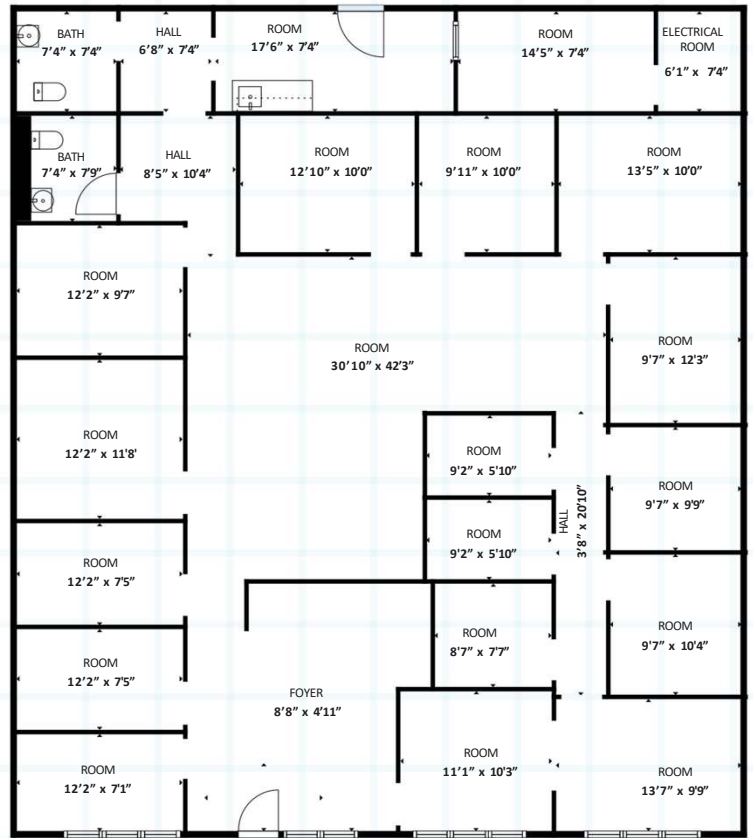 BATH
7'4" x 7'4"
HALL
6'8" x 7'4"
ROOM
17'6" x 7'4"
ROOM
14'5" x 7'4"
ELECTRICAL
ROOM
6'1" x 7'4"
BATH
7'4" x 7'9"
HALL
8'5" x 10'4"
ROOM
12'10" x 10'0"
ROOM
9'11" x 10'0"
ROOM
13'5" x 10'0"
ROOM
12'2" x 9'7"
ROOM
30'10" x 42'3"
ROOM
9'7" x 12'3"
ROOM
12'2" x 11'8'
ROOM
9'2" x 5'10"
ROOM
9'7" x 9'9"
HALL
3'8" x 20'10"
ROOM
9'2" x 5'10"
ROOM
12'2" x 7'5"
ROOM
8'7" x 7'7"
ROOM
9'7" x 10'4"
ROOM
12'2" x 7'5"
FOYER
8'8" x 4'11"
ROOM
12'2" x 7'1"
ROOM
11'1" x 10'3"
ROOM
13'7" x 9'9"